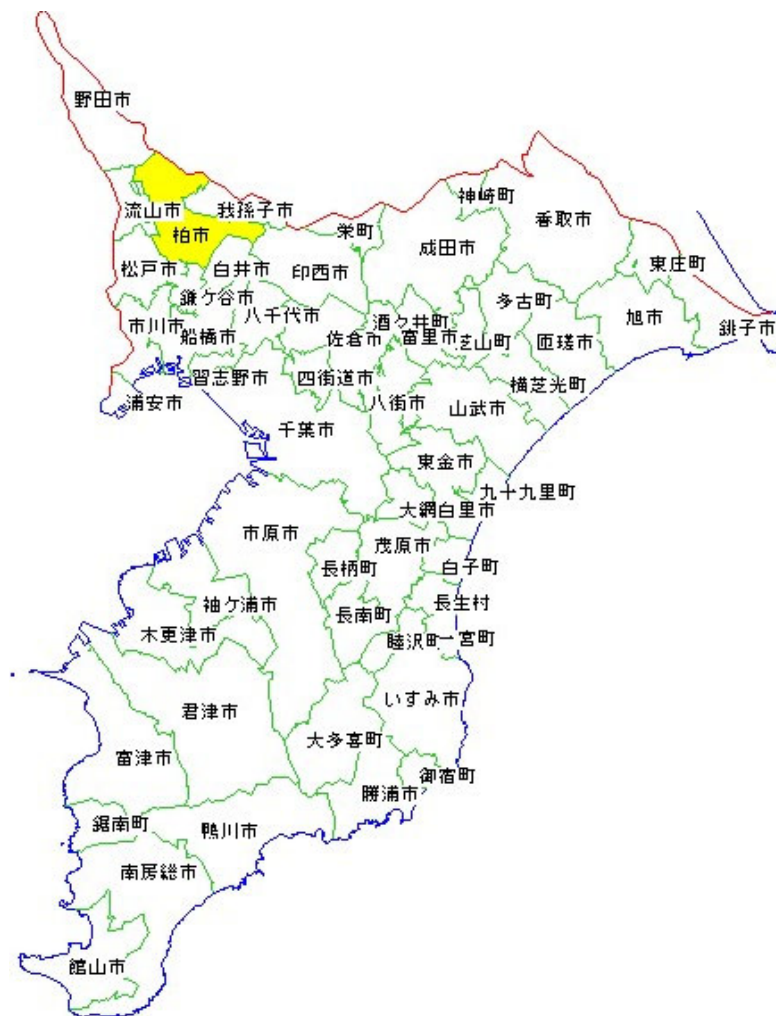 野田市
流山市
我孫子市
柏市
松戸市
白井市
印西市
栄町
成田市
神崎町
香取市
東庄町
鎌ケ谷市
市川市
船橋市
八千代市
佐倉市
酒々井町
富里市
芝山町
多古町
匝瑳市
旭市
銚子市
浦安市
習志野市
四街道市
八街市
山武市
横芝光町
千葉市
東金市
九十九里町
大網白里市
市原市
茂原市
白子町
長柄町
長生村
長南町
袖ケ浦市
木更津市
睦沢町
一宮町
いすみ市
君津市
大多喜町
富津市
御宿町
勝浦市
鋸南町
鴨川市
南房総市
館山市